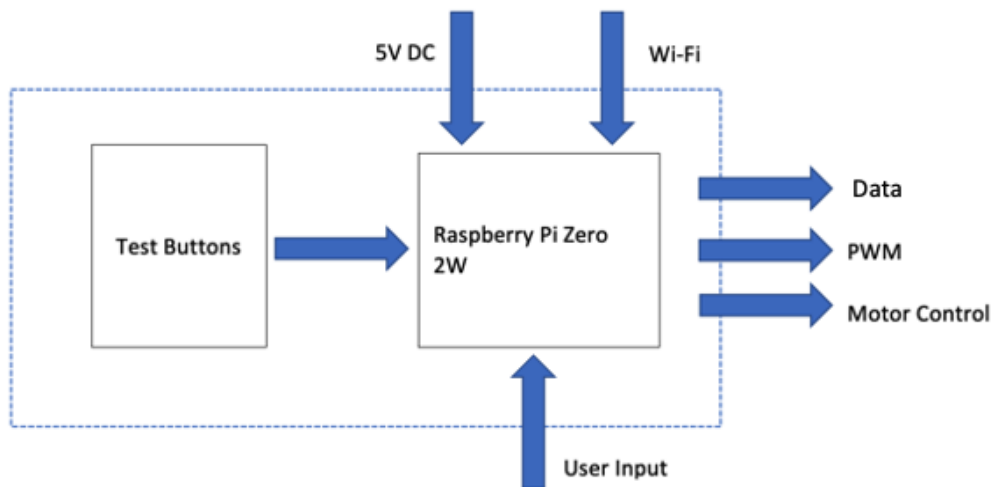 5V DC
Wi-Fi
Test Buttons
Raspberry Pi Zero
2W
Data
PWM
Motor Control
User Input